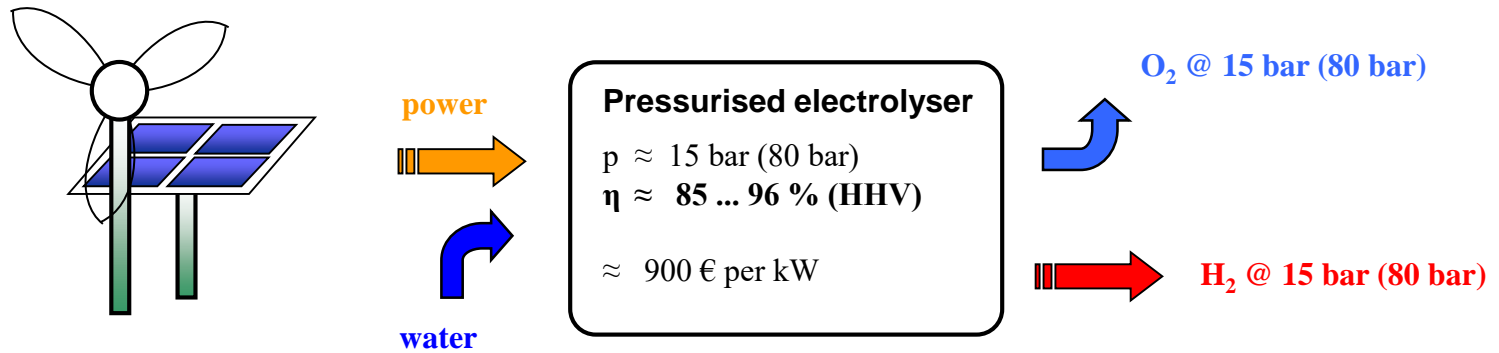 power
water
Pressurised electrolyser
p ≈ 15 bar (80 bar)
η ≈ 85 ... 96 % (HHV)
≈ 900 € per kW
O₂ @ 15 bar (80 bar)
H₂ @ 15 bar (80 bar)